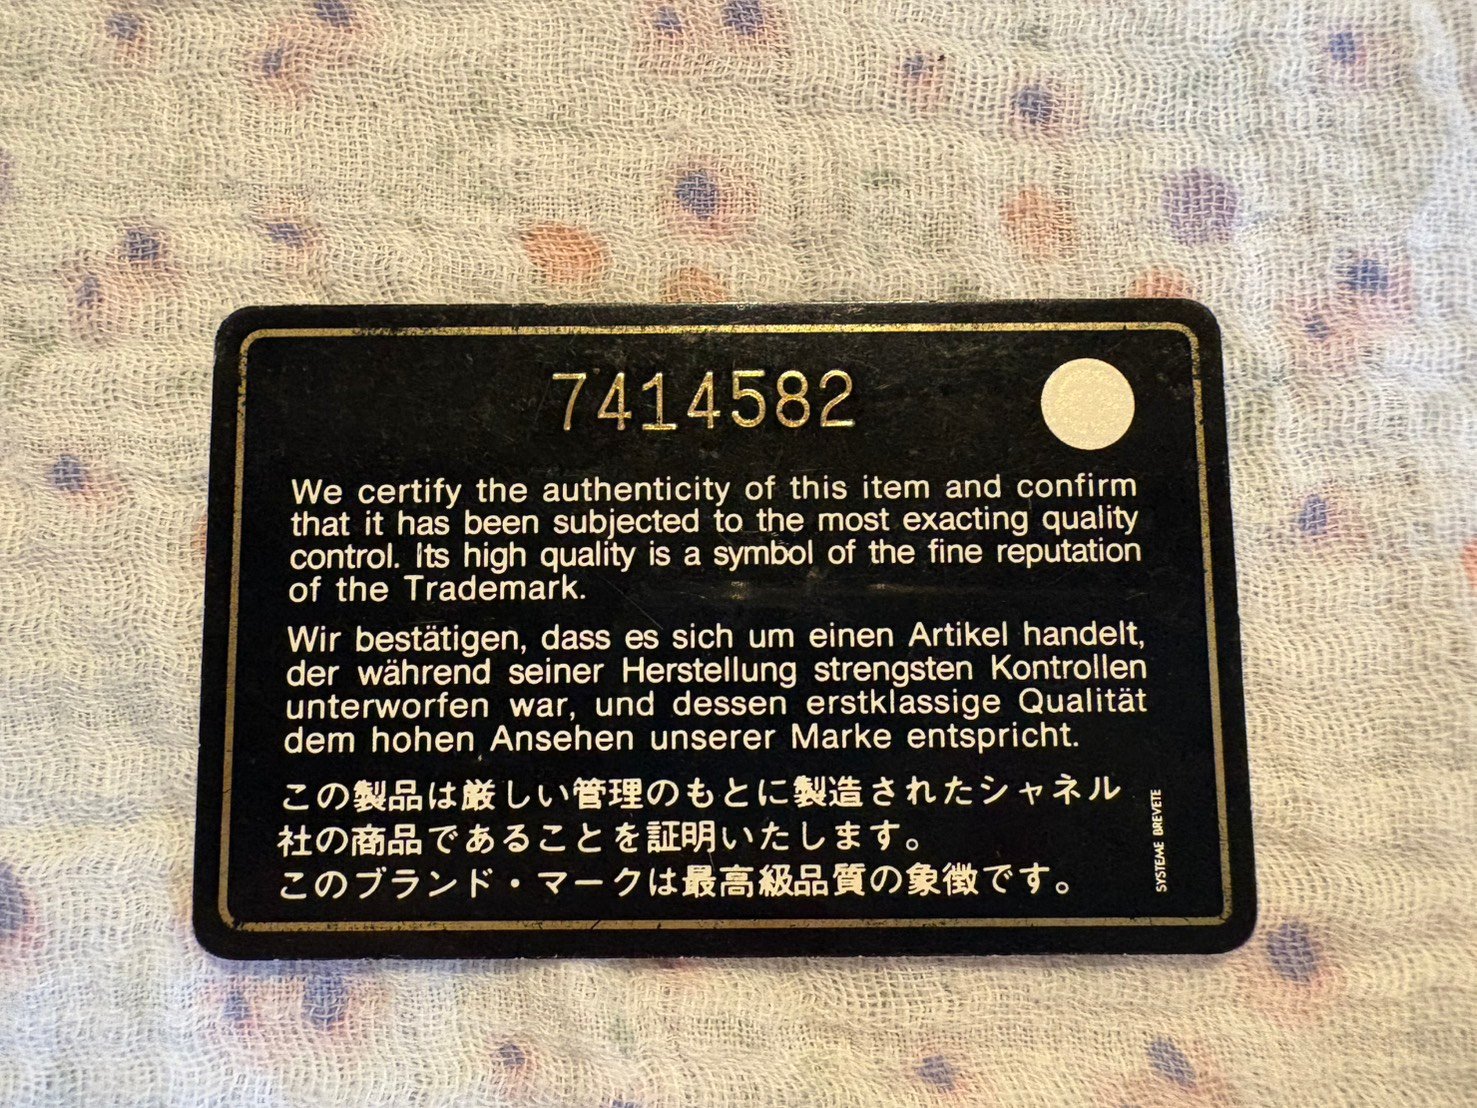 7414582
We certify the authenticity of this item and confirm
that it has been subjected to the most exacting quality
control. Its high quality is a symbol of the fine reputation
of the Trademark.
Wir bestätigen, dass es sich um einen Artikel handelt,
der während seiner Herstellung strengsten Kontrollen
unterworfen war, und dessen erstklassige Qualität
dem hohen Ansehen unserer Marke entspricht.
この製品は厳しい管理のもとに製造されたシャネル
社の商品であることを証明いたします。
このブランド・マークは最高級品質の象徴です。
SYSTEME BREVETE